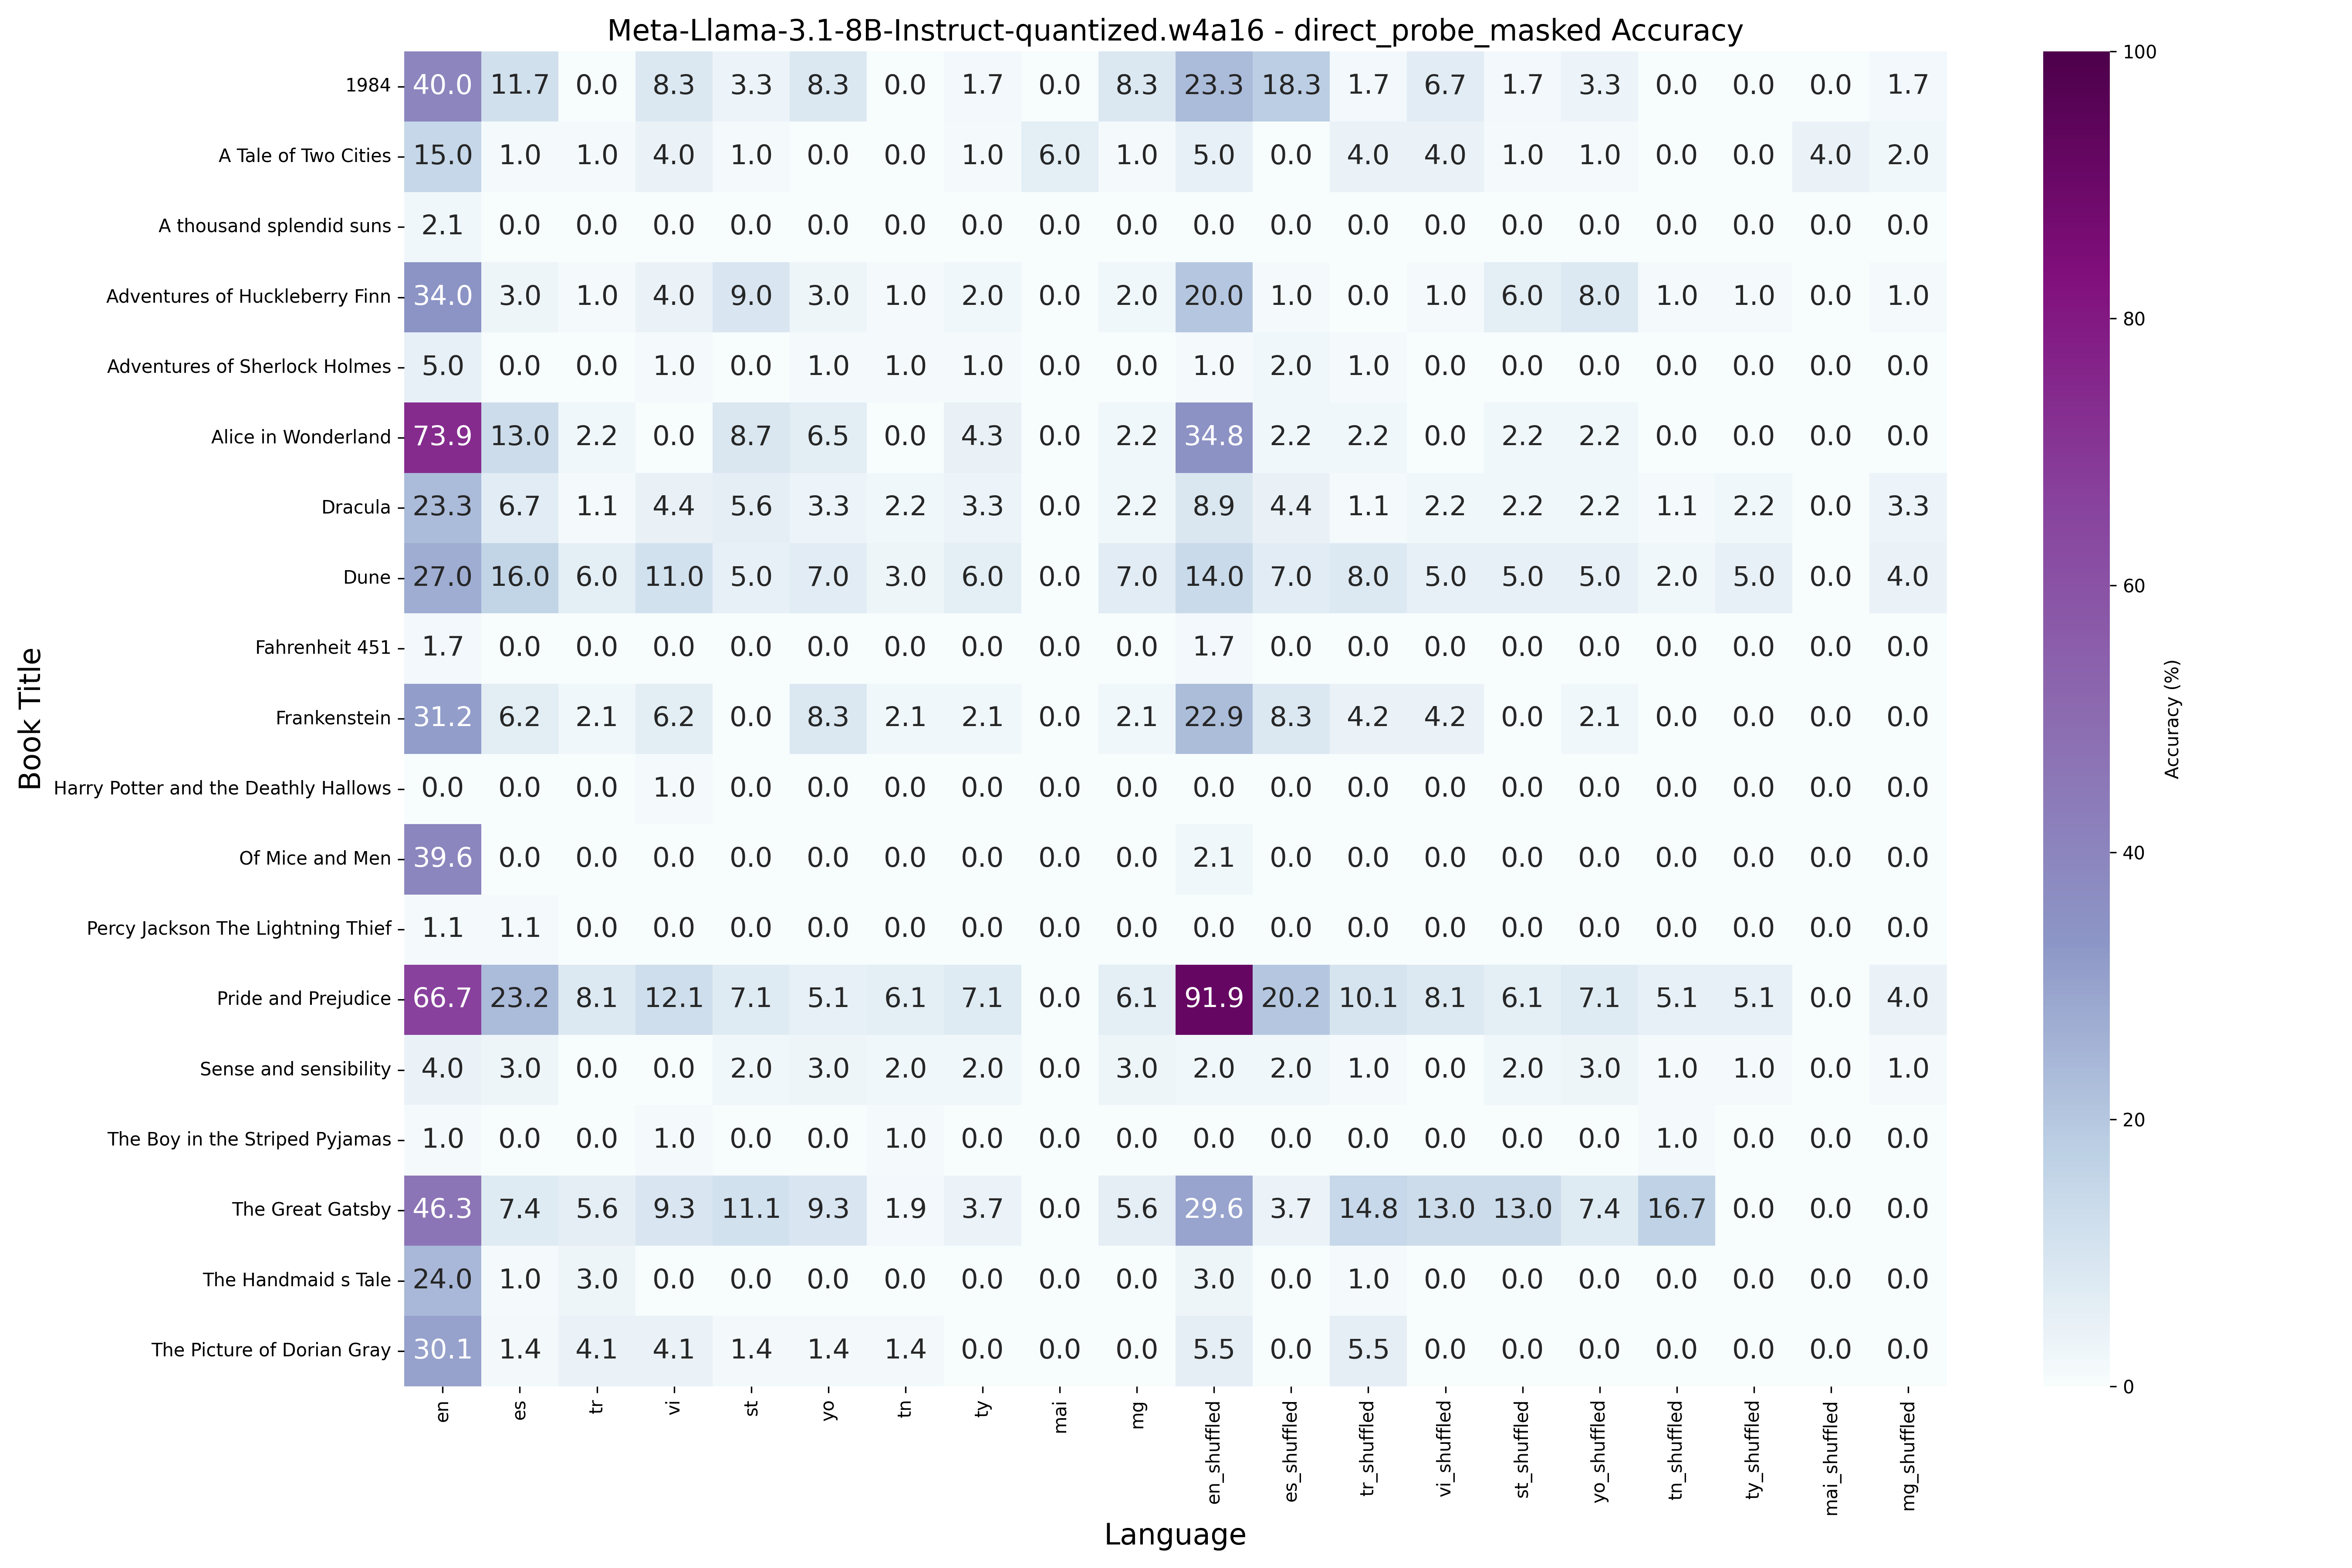 Meta-Llama-3.1-8B-Instruct-quantized.w4a16 - direct_probe_masked Accuracy
1984 40.0 11.7 0.0 8.3 3.3 8.3 0.0 1.7 0.0 8.3 23.3 18.3 1.7 6.7 1.7 3.3 0.0 0.0 0.0 1.7
A Tale of Two Cities 15.0 1.0 1.0 4.0 1.0 0.0 0.0 1.0 6.0 1.0 5.0 0.0 4.0 4.0 1.0 1.0 0.0 0.0 4.0 2.0
A thousand splendid suns 2.1 0.0 0.0 0.0 0.0 0.0 0.0 0.0 0.0 0.0 0.0 0.0 0.0 0.0 0.0 0.0 0.0 0.0 0.0 0.0
Adventures of Huckleberry Finn 34.0 3.0 1.0 4.0 9.0 3.0 1.0 2.0 0.0 2.0 20.0 1.0 0.0 1.0 6.0 8.0 1.0 1.0 0.0 1.0
Adventures of Sherlock Holmes 5.0 0.0 0.0 1.0 0.0 1.0 1.0 1.0 0.0 0.0 1.0 2.0 1.0 0.0 0.0 0.0 0.0 0.0 0.0 0.0
Alice in Wonderland 73.9 13.0 2.2 0.0 8.7 6.5 0.0 4.3 0.0 2.2 34.8 2.2 2.2 0.0 2.2 2.2 0.0 0.0 0.0 0.0
Dracula 23.3 6.7 1.1 4.4 5.6 3.3 2.2 3.3 0.0 2.2 8.9 4.4 1.1 2.2 2.2 2.2 1.1 2.2 0.0 3.3
Dune 27.0 16.0 6.0 11.0 5.0 7.0 3.0 6.0 0.0 7.0 14.0 7.0 8.0 5.0 5.0 5.0 2.0 5.0 0.0 4.0
Fahrenheit 451 1.7 0.0 0.0 0.0 0.0 0.0 0.0 0.0 0.0 0.0 1.7 0.0 0.0 0.0 0.0 0.0 0.0 0.0 0.0 0.0
Frankenstein 31.2 6.2 2.1 6.2 0.0 8.3 2.1 2.1 0.0 2.1 22.9 8.3 4.2 4.2 0.0 2.1 0.0 0.0 0.0 0.0
Harry Potter and the Deathly Hallows 0.0 0.0 0.0 1.0 0.0 0.0 0.0 0.0 0.0 0.0 0.0 0.0 0.0 0.0 0.0 0.0 0.0 0.0 0.0 0.0
Of Mice and Men 39.6 0.0 0.0 0.0 0.0 0.0 0.0 0.0 0.0 0.0 2.1 0.0 0.0 0.0 0.0 0.0 0.0 0.0 0.0 0.0
Percy Jackson The Lightning Thief 1.1 1.1 0.0 0.0 0.0 0.0 0.0 0.0 0.0 0.0 0.0 0.0 0.0 0.0 0.0 0.0 0.0 0.0 0.0 0.0
Pride and Prejudice 66.7 23.2 8.1 12.1 7.1 5.1 6.1 7.1 0.0 6.1 91.9 20.2 10.1 8.1 6.1 7.1 5.1 5.1 0.0 4.0
Sense and sensibility 4.0 3.0 0.0 0.0 2.0 3.0 2.0 2.0 0.0 3.0 2.0 2.0 1.0 0.0 2.0 3.0 1.0 1.0 0.0 1.0
The Boy in the Striped Pyjamas 1.0 0.0 0.0 1.0 0.0 0.0 1.0 0.0 0.0 0.0 0.0 0.0 0.0 0.0 0.0 0.0 1.0 0.0 0.0 0.0
The Great Gatsby 46.3 7.4 5.6 9.3 11.1 9.3 1.9 3.7 0.0 5.6 29.6 3.7 14.8 13.0 13.0 7.4 16.7 0.0 0.0 0.0
The Handmaid s Tale 24.0 1.0 3.0 0.0 0.0 0.0 0.0 0.0 0.0 0.0 3.0 0.0 1.0 0.0 0.0 0.0 0.0 0.0 0.0 0.0
The Picture of Dorian Gray 30.1 1.4 4.1 4.1 1.4 1.4 1.4 0.0 0.0 0.0 5.5 0.0 5.5 0.0 0.0 0.0 0.0 0.0 0.0 0.0
en es tr vi st yo tn ty mai mg en_shuffled es_shuffled tr_shuffled vi_shuffled st_shuffled yo_shuffled tn_shuffled ty_shuffled mai_shuffled mg_shuffled
Language
Book Title
100
80
60
40
20
0
Accuracy (%)